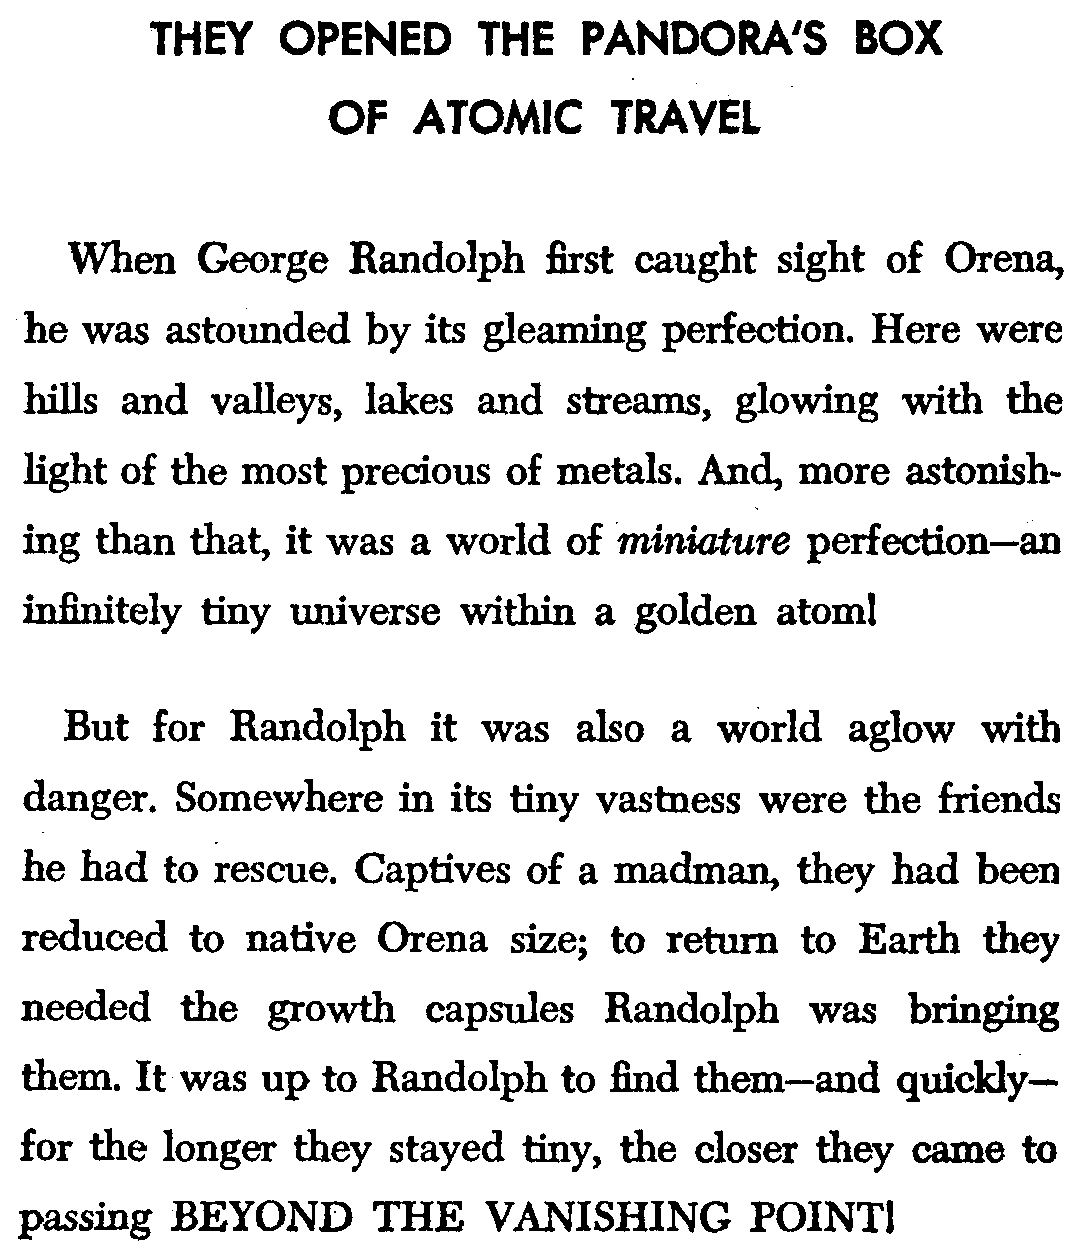 THEY OPENED THE PANDORA'S BOX
OF ATOMIC TRAVEL
When George Randolph first caught sight of Orena,
he was astounded by its gleaming perfection. Here were
hills and valleys, lakes and streams, glowing with the
light of the most precious of metals. And, more astonish-
ing than that, it was a world of miniature perfection—an
infinitely tiny universe within a golden atom!
But for Randolph it was also a world aglow with
danger. Somewhere in its tiny vastness were the friends
he had to rescue. Captives of a madman, they had been
reduced to native Orena size; to return to Earth they
needed the growth capsules Randolph was bringing
them. It was up to Randolph to find them—and quickly—
for the longer they stayed tiny, the closer they came to
passing BEYOND THE VANISHING POINT!